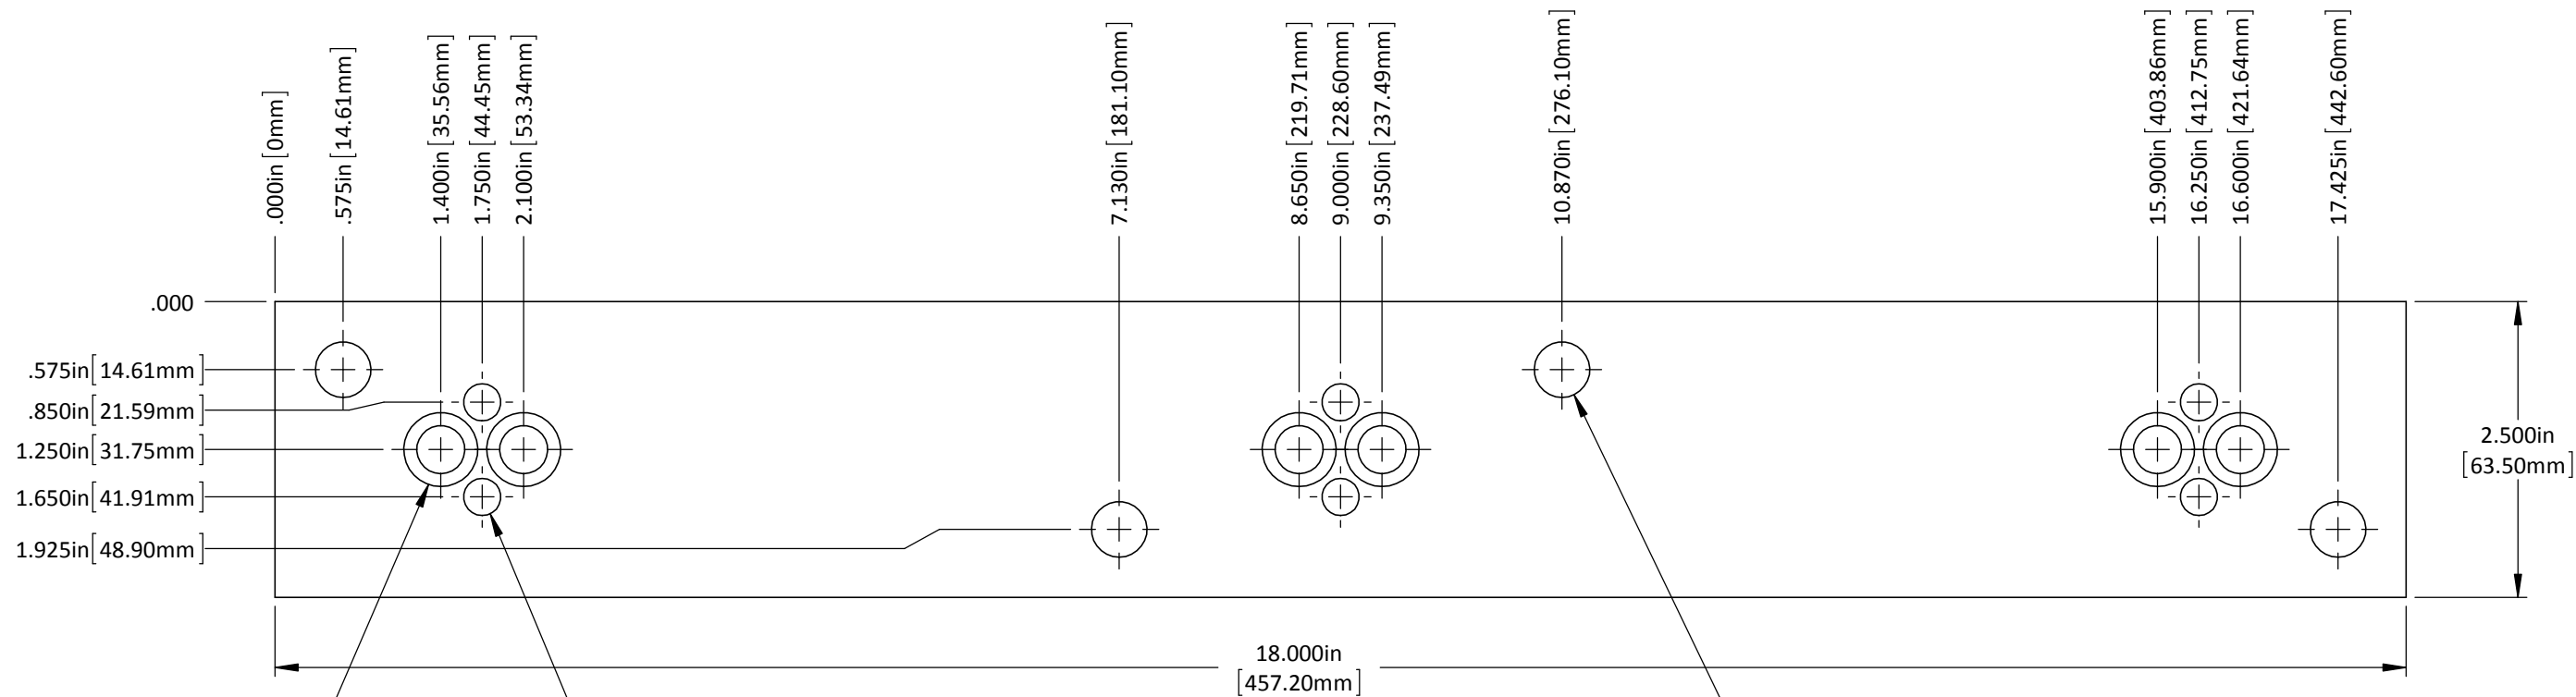 .000in[0mm]
.575in[14.61mm]
1.400in[35.56mm]
1.750in[44.45mm]
2.100in[53.34mm]
7.130in[181.10mm]
8.650in[219.71mm]
9.000in[228.60mm]
9.350in[237.49mm]
10.870in[276.10mm]
15.900in[403.86mm]
16.250in[412.75mm]
16.600in[421.64mm]
17.425in[442.60mm]
.000
.575in[14.61mm]
.850in[21.59mm]
1.250in[31.75mm]
1.650in[41.91mm]
1.925in[48.90mm]
2.500in
[63.50mm]
18.000in
[457.20mm]